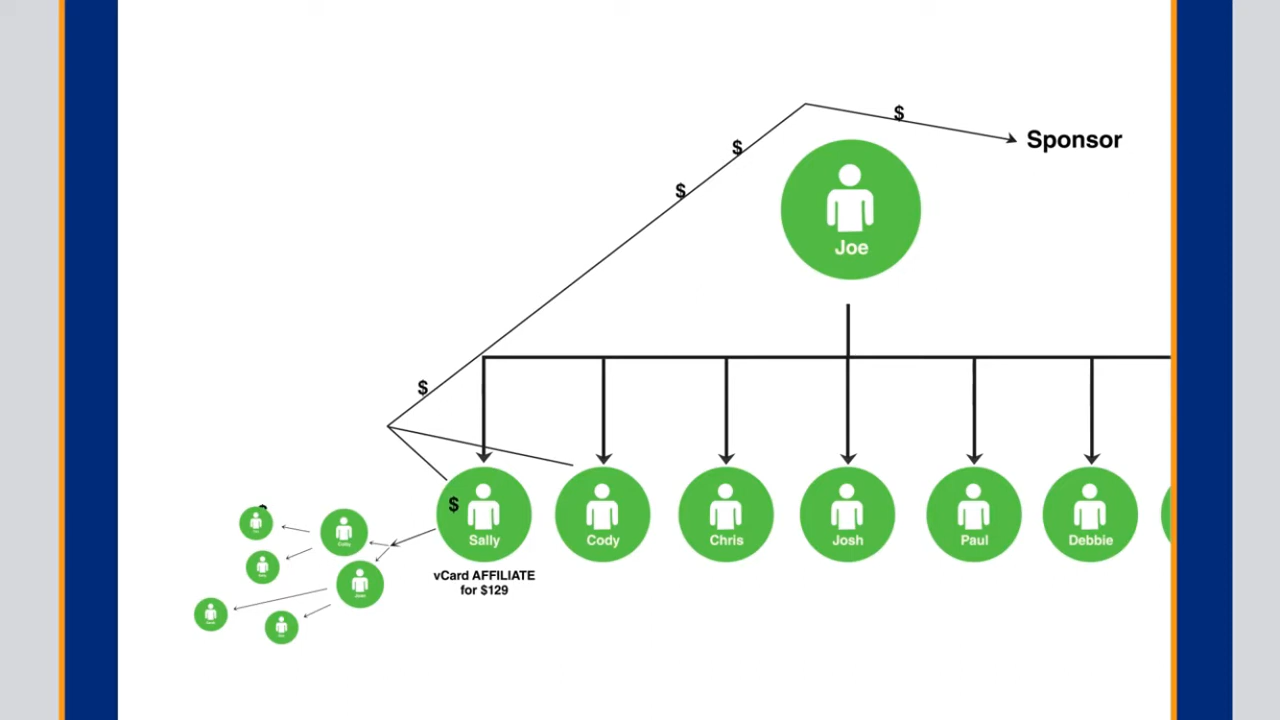 $
Sponsor
$
$
Joe
$
$
Sally
Cody
Chris
Josh
Paul
Debbie
vCard AFFILIATE
for $129